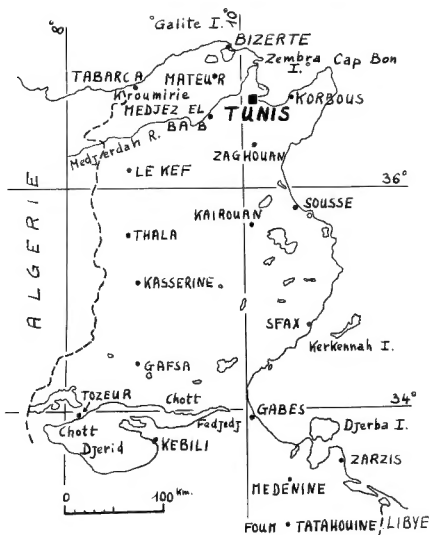 8°
10°
Galite I.
BIZERTE
Zembra I.
Cap Bon
TABARCA
MATEUR
Kroumirie
MEDJEZ EL BAB
TUNIS
KORBOUS
Medjerdah R.
ZAGHOUAN
LE KEF
36°
ALGERIE
SOUSSE
KAIROUAN
THALA
KASSERINE
SFAX
Kerkennah I.
GAFSA
TOZEUR
Chott
Fedjedj
34°
GABES
Chott
Djerid
KEBILI
Djerba I.
ZARZIS
0 100 Km.
MEDENINE
FOUM TATAHOUINE
LIBYE